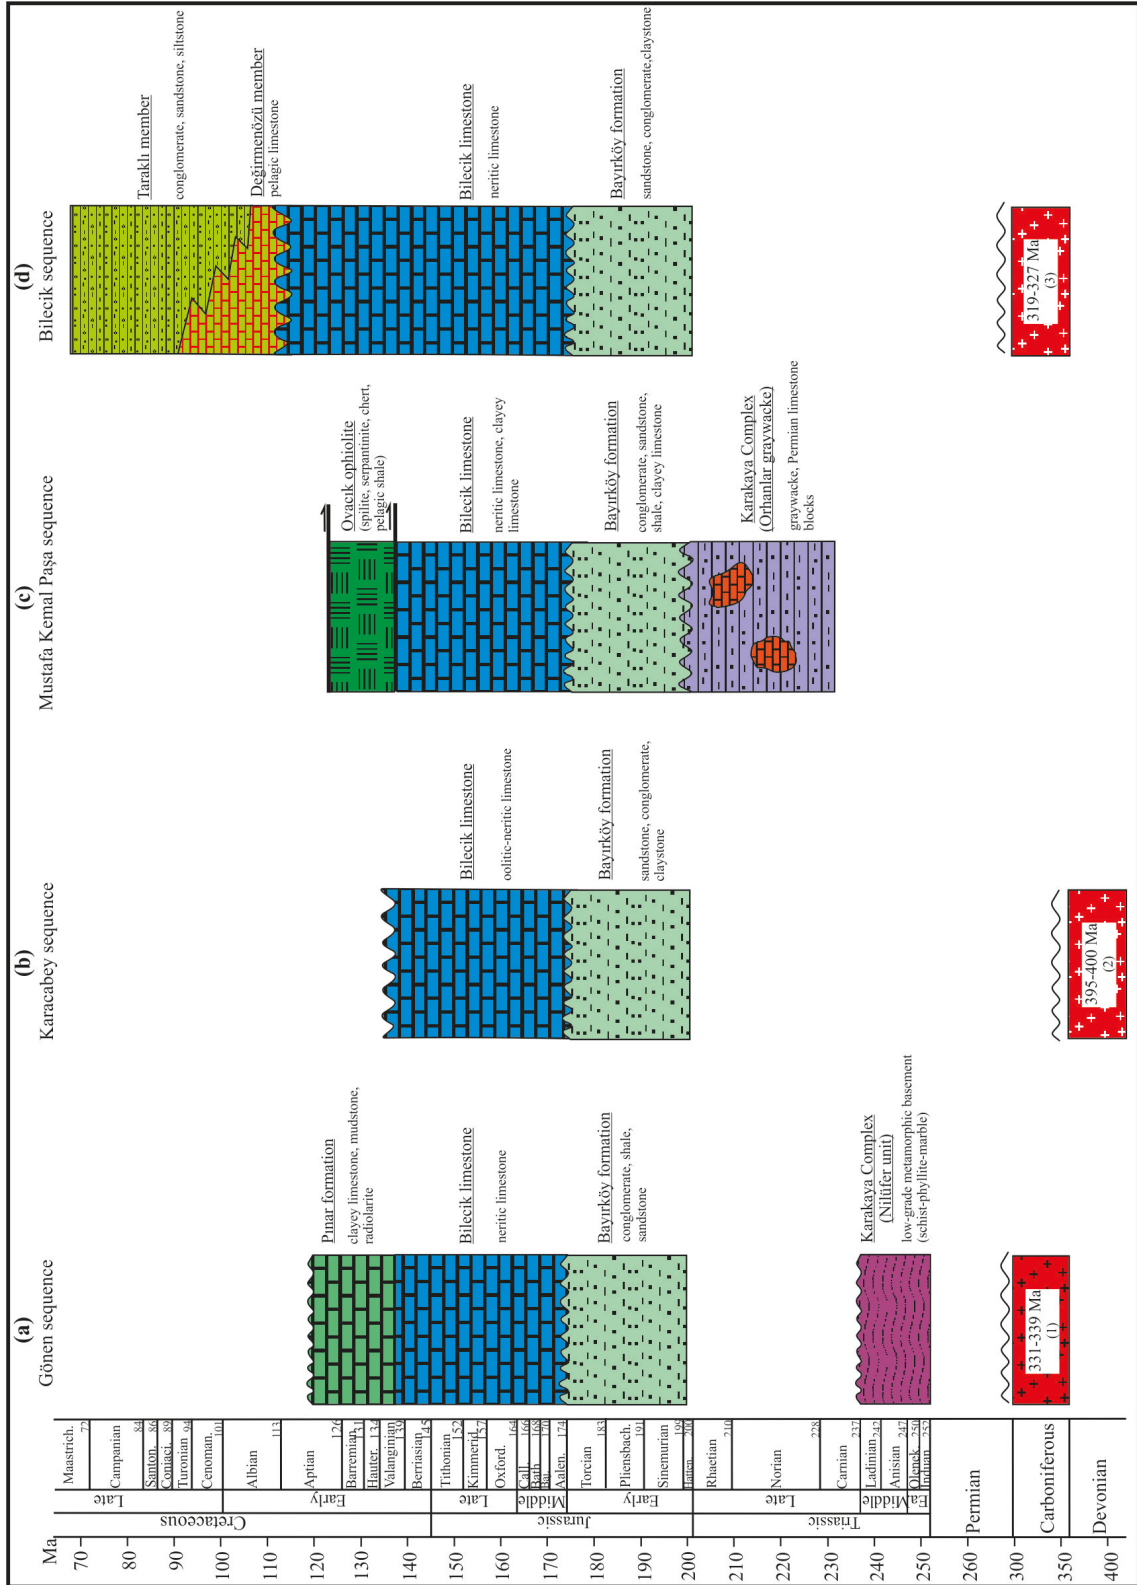 (a)
Gönen sequence
Pınar formation
clayey limestone, mudstone,
radiolarite
Bilecik limestone
neritic limestone
Bayırköy formation
conglomerate, shale,
sandstone
Karakaya Complex
(Nilüfer unit)
low-grade metamorphic basement
(schist-phyllite-marble)
331-339 Ma
(1)
(b)
Karacabey sequence
Bilecik limestone
oolitic-neritic limestone
Bayırköy formation
sandstone, conglomerate,
claystone
395-400 Ma
(2)
(c)
Mustafa Kemal Paşa sequence
Ovacık ophiolite
(spilite, serpantinite, chert,
pelagic shale)
Bilecik limestone
neritic limestone, clayey
limestone
Bayırköy formation
conglomerate, sandstone,
shale, clayey limestone
Karakaya Complex
(Orhanlar graywacke)
graywacke, Permian limestone
blocks
(d)
Bilecik sequence
Taraklı member
conglomerate, sandstone, siltstone
Değirmenözü member
pelagic limestone
Bilecik limestone
neritic limestone
Bayırköy formation
sandstone, conglomerate,claystone
319-327 Ma
(3)
Ma
70
80
90
100
110
120
130
140
150
160
170
180
190
200
210
220
230
240
250
260
300
350
400
Cretaceous
Jurassic
Triassic
Permian
Carboniferous
Devonian
Late
Early
Late
Middle
Early
Late
Middle
Ea.
Maastrich.
72
Campanian
84
Santon.
86
Coniaci.
89
Turonian
94
Cenoman.
101
Albian
113
Aptian
126
Barremian
131
Hauter.
134
Valanginian
139
Berriasian
145
Tithonian
152
Kimmerid.
157
Oxford.
164
Call.
166
Bath
168
Baj.
170
Aalen.
174
Torcian
183
Pliensbach.
191
Sinemurian
199
Hatten.
200
Rhaetian
210
Norian
228
Carnian
237
Ladinian
242
Anisian
247
Olenek.
250
Induan
252